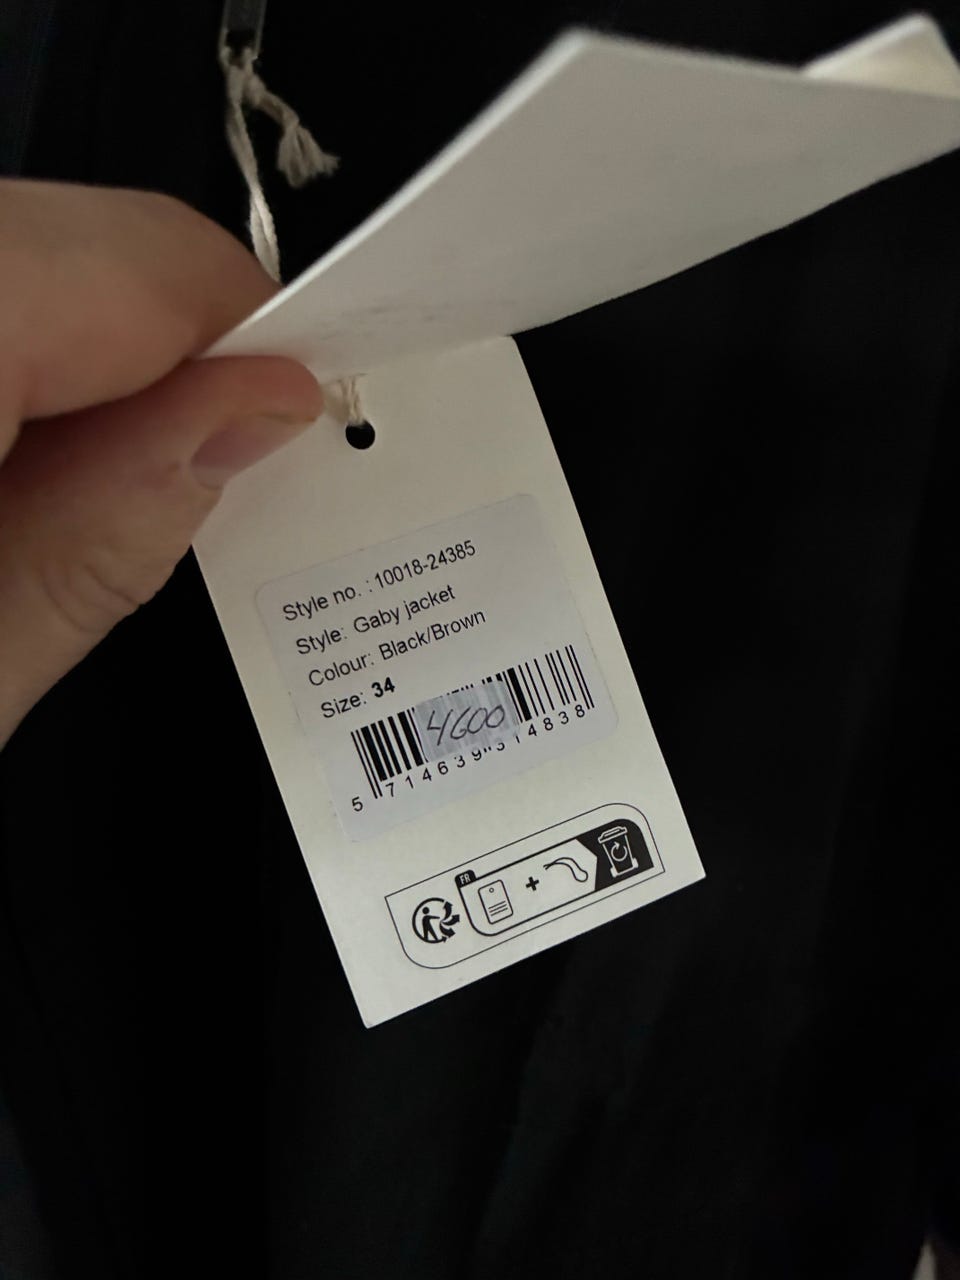 Style no. : 10018-24385
Style: Gaby jacket
Colour: Black/Brown
Size: 34
4600
5 714639 314838
FR
+